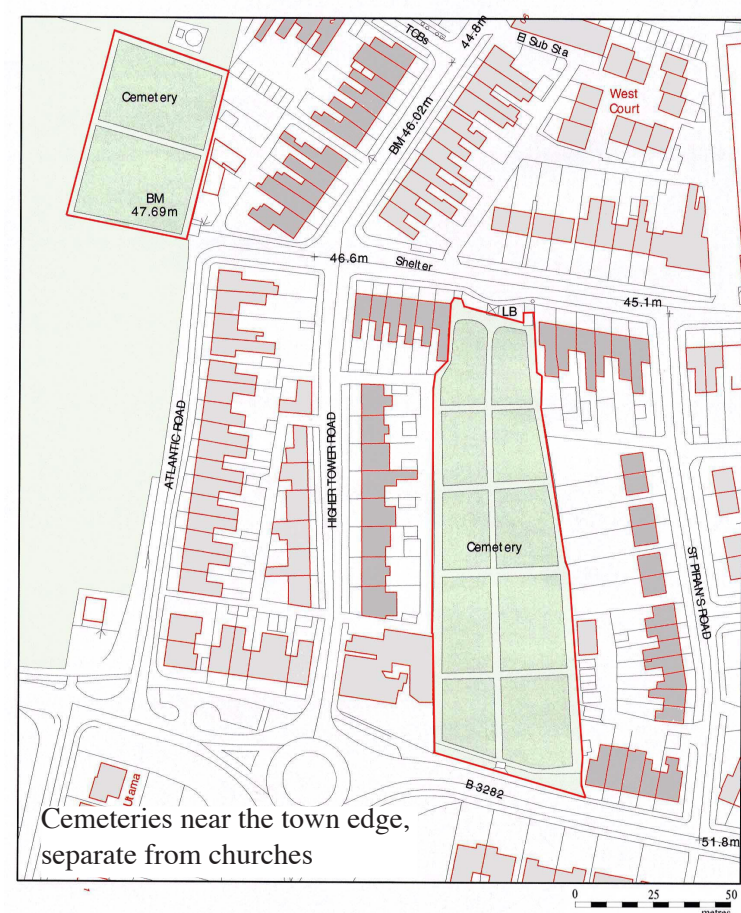 TCBs
44.8m
El Sub Sta
Cemetery
BM 46.02m
West
Court
BM
47.69m
46.6m
Shelter
45.1m
LB
ATLANTIC ROAD
HIGHER TOWER ROAD
Cemetery
ST PIRAN'S ROAD
Utama
B 3282
Cemeteries near the town edge,
separate from churches
51.8m
0 25 50
metres